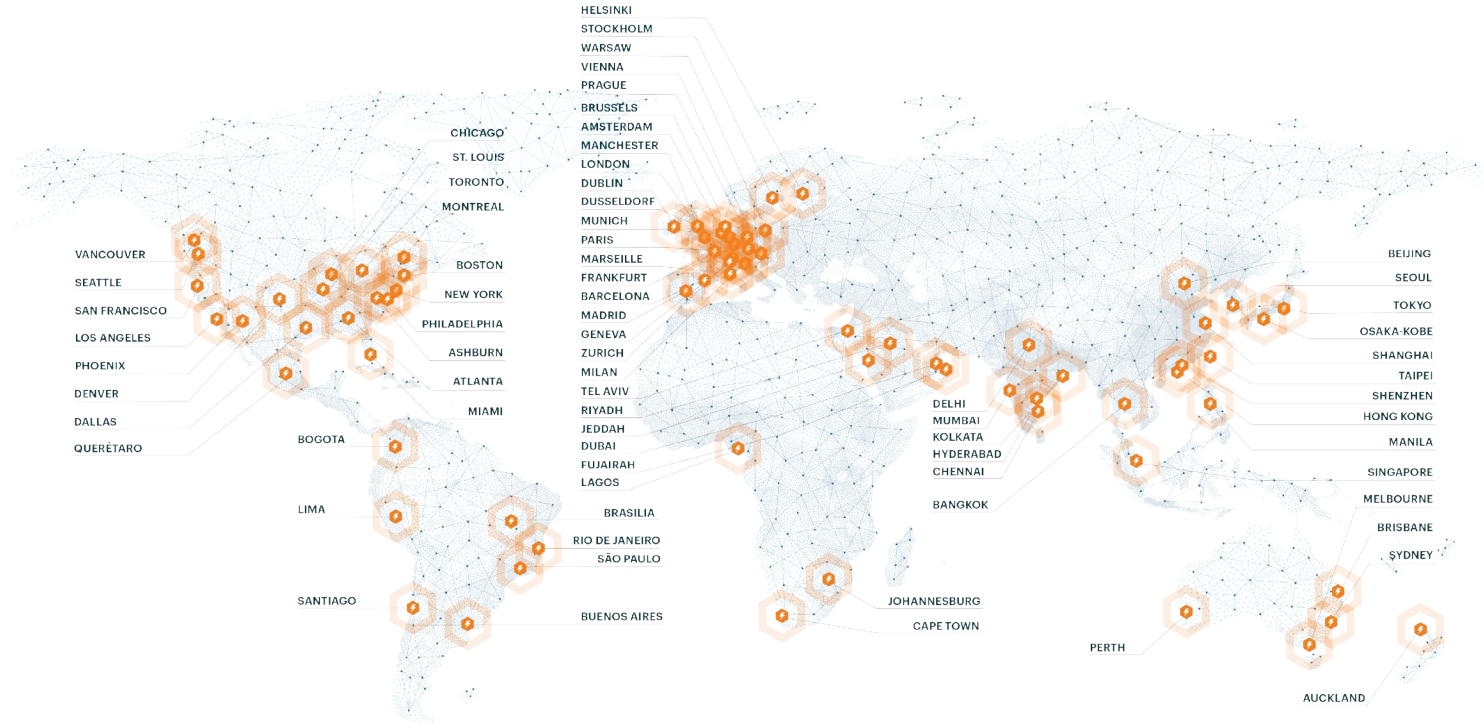 VANCOUVER
SEATTLE
SAN FRANCISCO
LOS ANGELES
PHOENIX
DENVER
DALLAS
QUERÉTARO
CHICAGO
ST. LOUIS
TORONTO
MONTREAL
BOSTON
NEW YORK
PHILADELPHIA
ASHBURN
ATLANTA
MIAMI
BOGOTA
LIMA
SANTIAGO
HELSINKI
STOCKHOLM
WARSAW
VIENNA
PRAGUE
BRUSSELS
AMSTERDAM
MANCHESTER
LONDON
DUBLIN
DUSSELDORF
MUNICH
PARIS
MARSEILLE
FRANKFURT
BARCELONA
MADRID
GENEVA
ZURICH
MILAN
TEL AVIV
RIYADH
JEDDAH
DUBAI
FUJAIRAH
LAGOS
BRASILIA
RIO DE JANEIRO
SÃO PAULO
BUENOS AIRES
DELHI
MUMBAI
KOLKATA
HYDERABAD
CHENNAI
BANGKOK
JOHANNESBURG
CAPE TOWN
BEIJING
SEOUL
TOKYO
OSAKA-KOBE
SHANGHAI
TAIPEI
SHENZHEN
HONG KONG
MANILA
SINGAPORE
MELBOURNE
BRISBANE
SYDNEY
PERTH
AUCKLAND